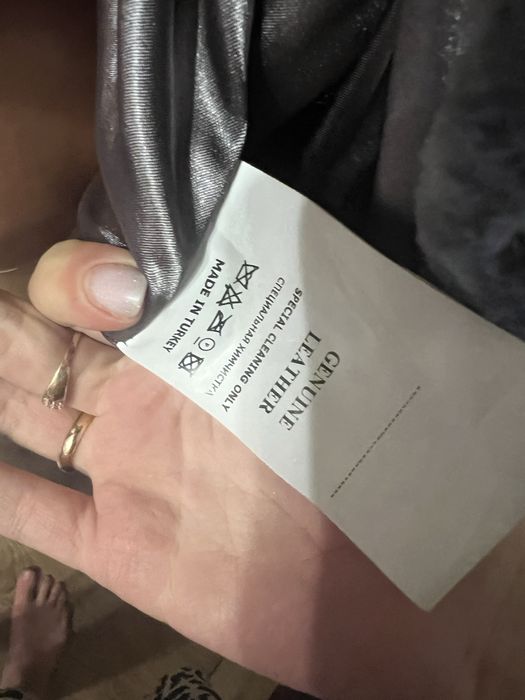 GENUINE
LEATHER
SPECIAL CLEANING ONLY
СПЕЦИАЛЬНАЯ ХИМЧИСТКА
MADE IN TURKEY